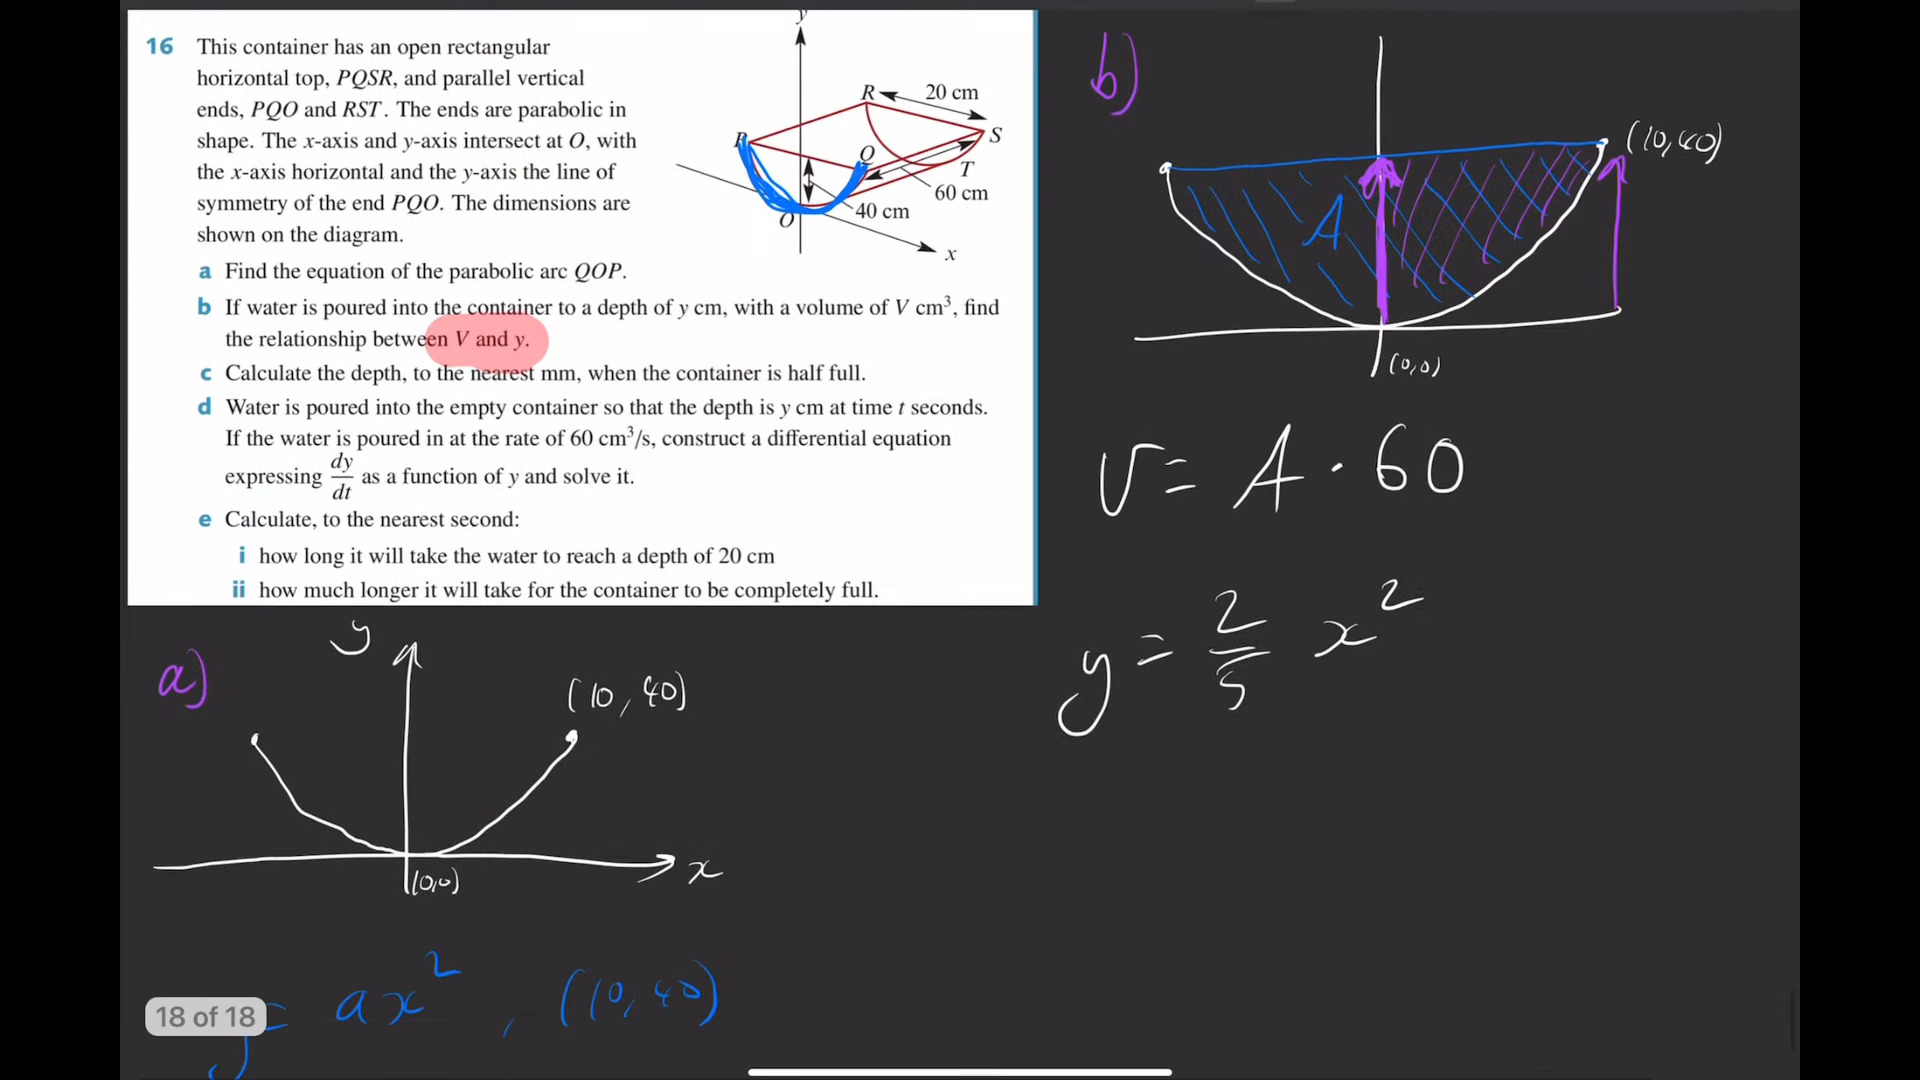 16 This container has an open rectangular
horizontal top, PQSR, and parallel vertical
ends, PQO and RST. The ends are parabolic in
shape. The x-axis and y-axis intersect at O, with
the x-axis horizontal and the y-axis the line of
symmetry of the end PQO. The dimensions are
shown on the diagram.
a Find the equation of the parabolic arc QOP.
b If water is poured into the container to a depth of y cm, with a volume of V cm³, find
the relationship between V and y.
c Calculate the depth, to the nearest mm, when the container is half full.
d Water is poured into the empty container so that the depth is y cm at time t seconds.
If the water is poured in at the rate of 60 cm³/s, construct a differential equation
expressing dy/dt as a function of y and solve it.
e Calculate, to the nearest second:
i how long it will take the water to reach a depth of 20 cm
ii how much longer it will take for the container to be completely full.
y
R
20 cm
P
S
Q
T
60 cm
40 cm
O
x
a)
y
(10, 40)
(0,0)
x
y = ax², (10, 40)
18 of 18
b)
(10, 40)
A
(0,0)
V = A · 60
y = 2/5 x²